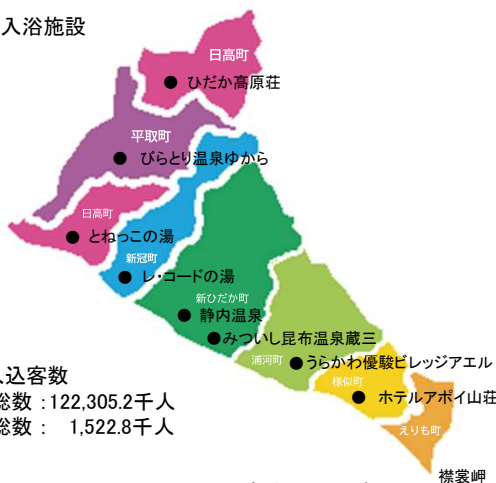 入浴施設
日高町
ひだか高原荘
平取町
びらとり温泉ゆから
日高町
とねっこの湯
新冠町
レ・コードの湯
新ひだか町
静内温泉
みついし昆布温泉蔵三
浦河町
うらかわ優駿ビレッジアエル
様似町
ホテルアポイ山荘
えりも町
襟裳岬
込客数
総数：122,305.2千人
総数： 1,522.8千人